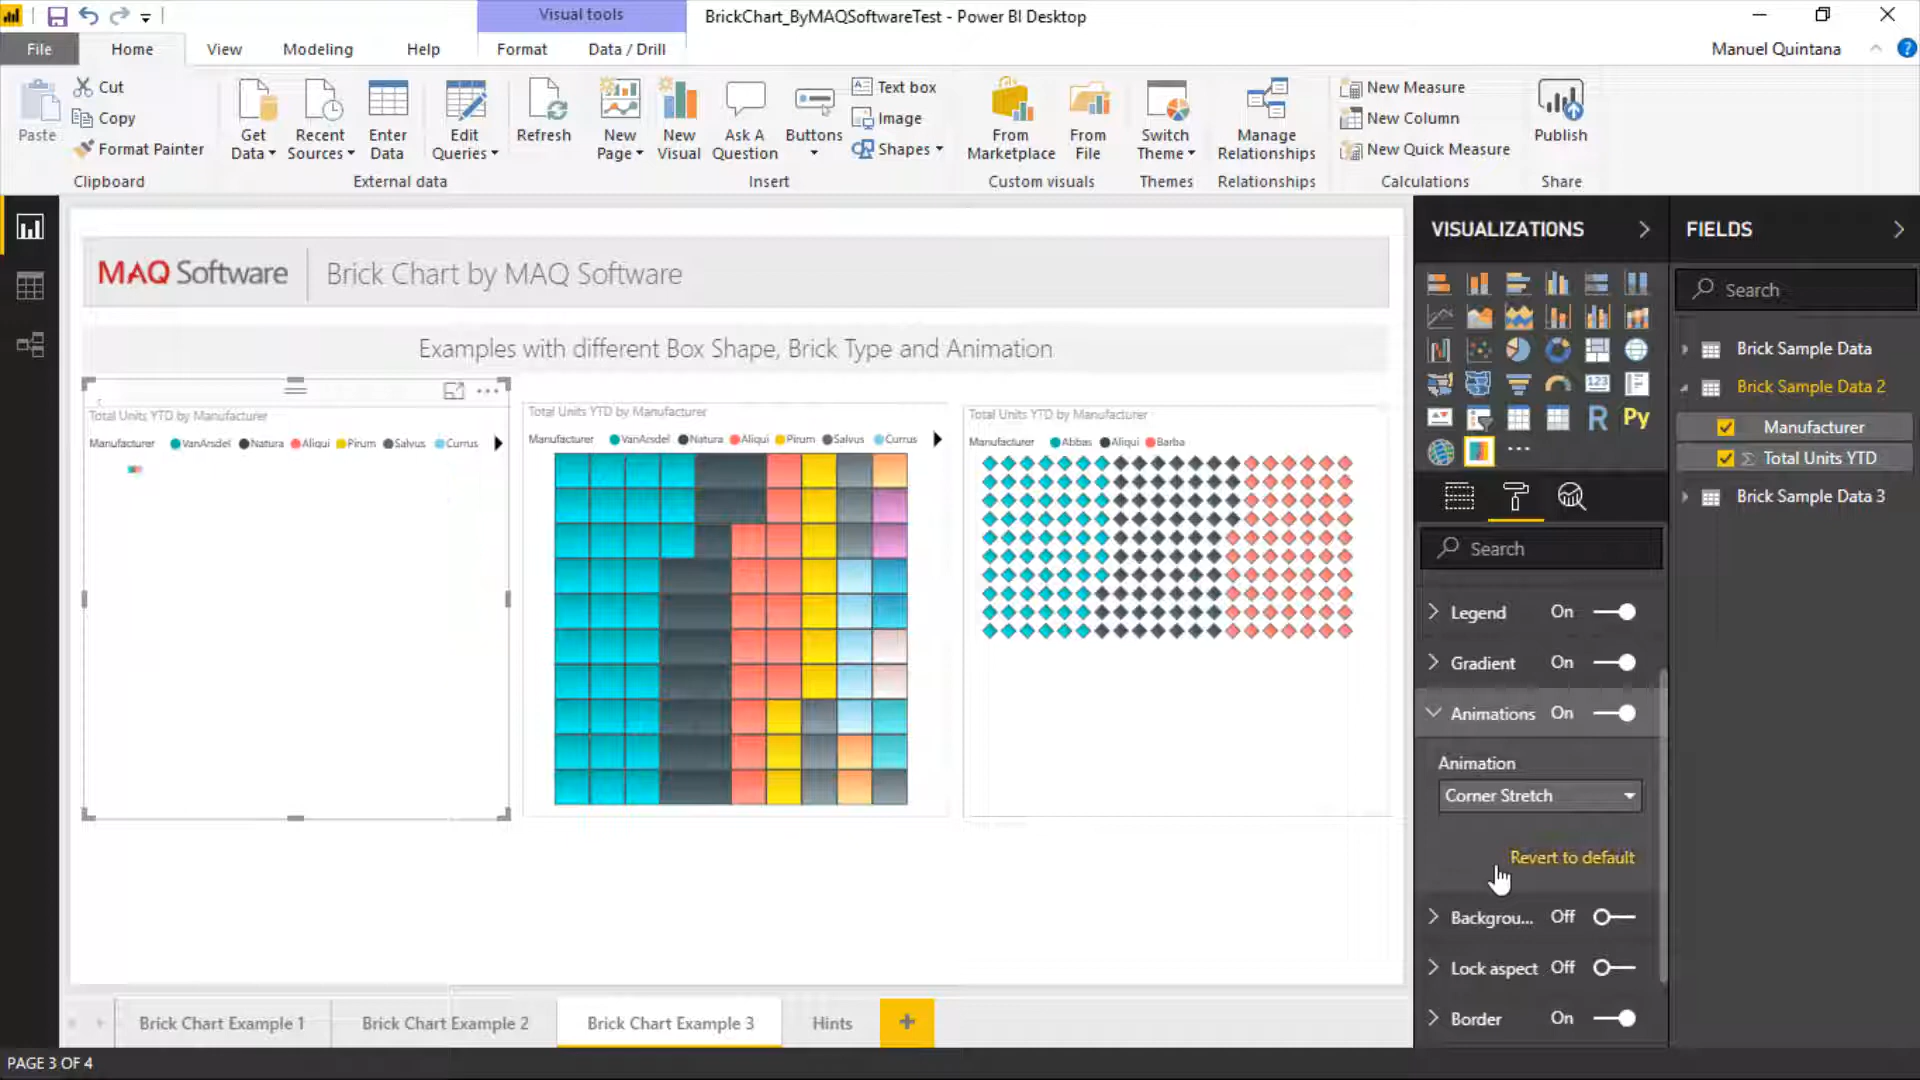 Visual tools
BrickChart_ByMAQSoftwareTest - Power BI Desktop
File
Home
View
Modeling
Help
Format
Data / Drill
Manuel Quintana
Paste
Cut
Copy
Format Painter
Get Data
Recent Sources
Enter Data
Edit Queries
Refresh
New Page
New Visual
Ask A Question
Buttons
Text box
Image
Shapes
From Marketplace
From File
Switch Theme
Manage Relationships
New Measure
New Column
New Quick Measure
Publish
Clipboard
External data
Insert
Custom visuals
Themes
Relationships
Calculations
Share
MAQ Software
Brick Chart by MAQ Software
Examples with different Box Shape, Brick Type and Animation
Total Units YTD by Manufacturer
Manufacturer VanArsdel Natura Aliqui Pirum Salvus Currus
Total Units YTD by Manufacturer
Manufacturer VanArsdel Natura Aliqui Pirum Salvus Currus
Total Units YTD by Manufacturer
Manufacturer Abbas Aliqui Barba
VISUALIZATIONS
123
R
Py
Search
Legend On
Gradient On
Animations On
Animation
Corner Stretch
Revert to default
Backgrou... Off
Lock aspect Off
Border On
FIELDS
Search
Brick Sample Data
Brick Sample Data 2
Manufacturer
Σ Total Units YTD
Brick Sample Data 3
Brick Chart Example 1
Brick Chart Example 2
Brick Chart Example 3
Hints
PAGE 3 OF 4